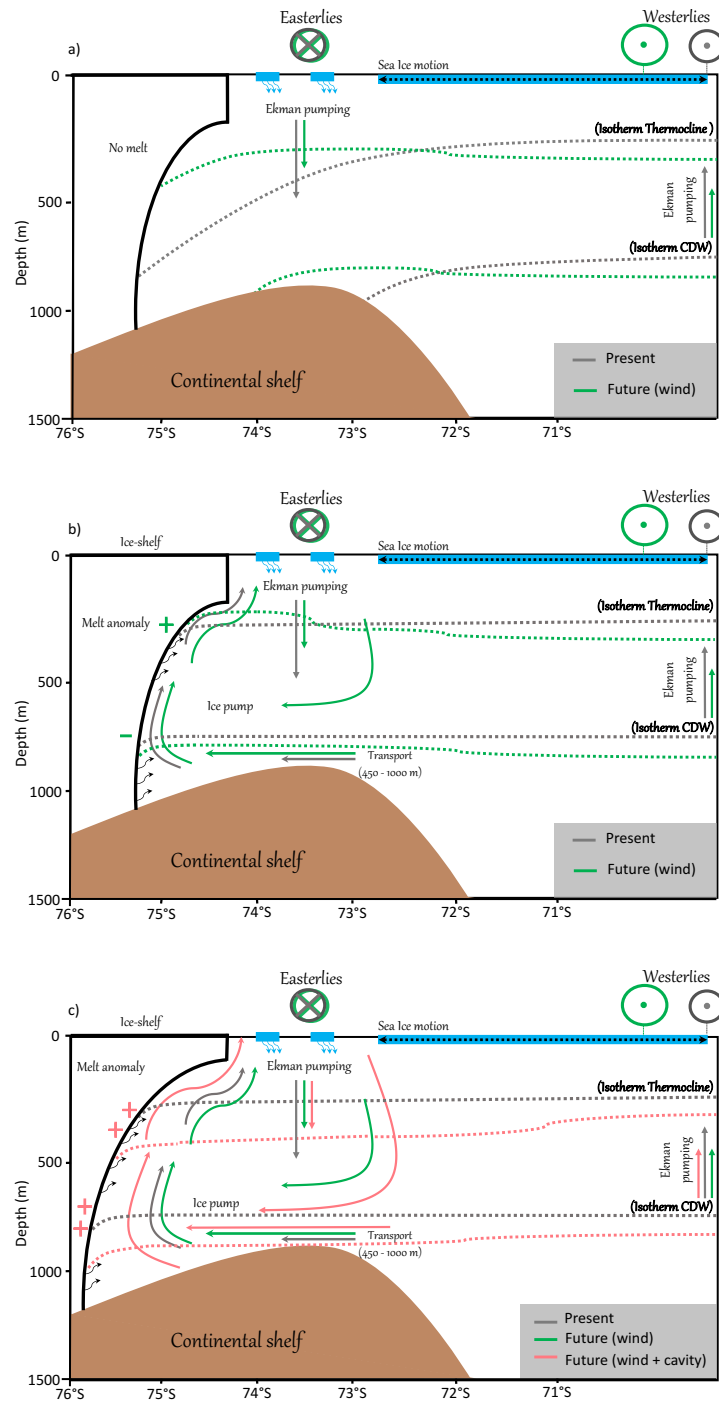 Easterlies
Westerlies
a)
Sea Ice motion
0
Ekman pumping
(Isotherm Thermocline )
No melt
500
Ekman
pumping
(Isotherm CDW)
Depth (m)
1000
Continental shelf
Present
Future (wind)
1500
76°S
75°S
74°S
73°S
72°S
71°S
Easterlies
Westerlies
b)
Ice-shelf
Sea Ice motion
0
Ekman pumping
(Isotherm Thermocline)
Melt anomaly
+
500
Ekman
pumping
Ice pump
(Isotherm CDW)
–
Depth (m)
Transport
(450 - 1000 m)
1000
Continental shelf
Present
Future (wind)
1500
76°S
75°S
74°S
73°S
72°S
71°S
Easterlies
Westerlies
c)
Ice-shelf
Sea Ice motion
0
Melt anomaly
Ekman pumping
(Isotherm Thermocline)
+
+
500
Ekman
pumping
+
Ice pump
(Isotherm CDW)
+
Depth (m)
Transport
(450 - 1000 m)
1000
Continental shelf
Present
Future (wind)
Future (wind + cavity)
1500
76°S
75°S
74°S
73°S
72°S
71°S